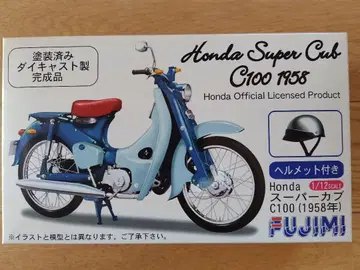 塗装済み
ダイキャスト製
完成品
Honda Super Cub
C100 1958
Honda Official Licensed Product
ヘルメット付き
Honda 1/12SCALE
スーパーカブ
C100(1958年)
※イラストと模型とは異なります。ご了承下さい。
FUJIMI